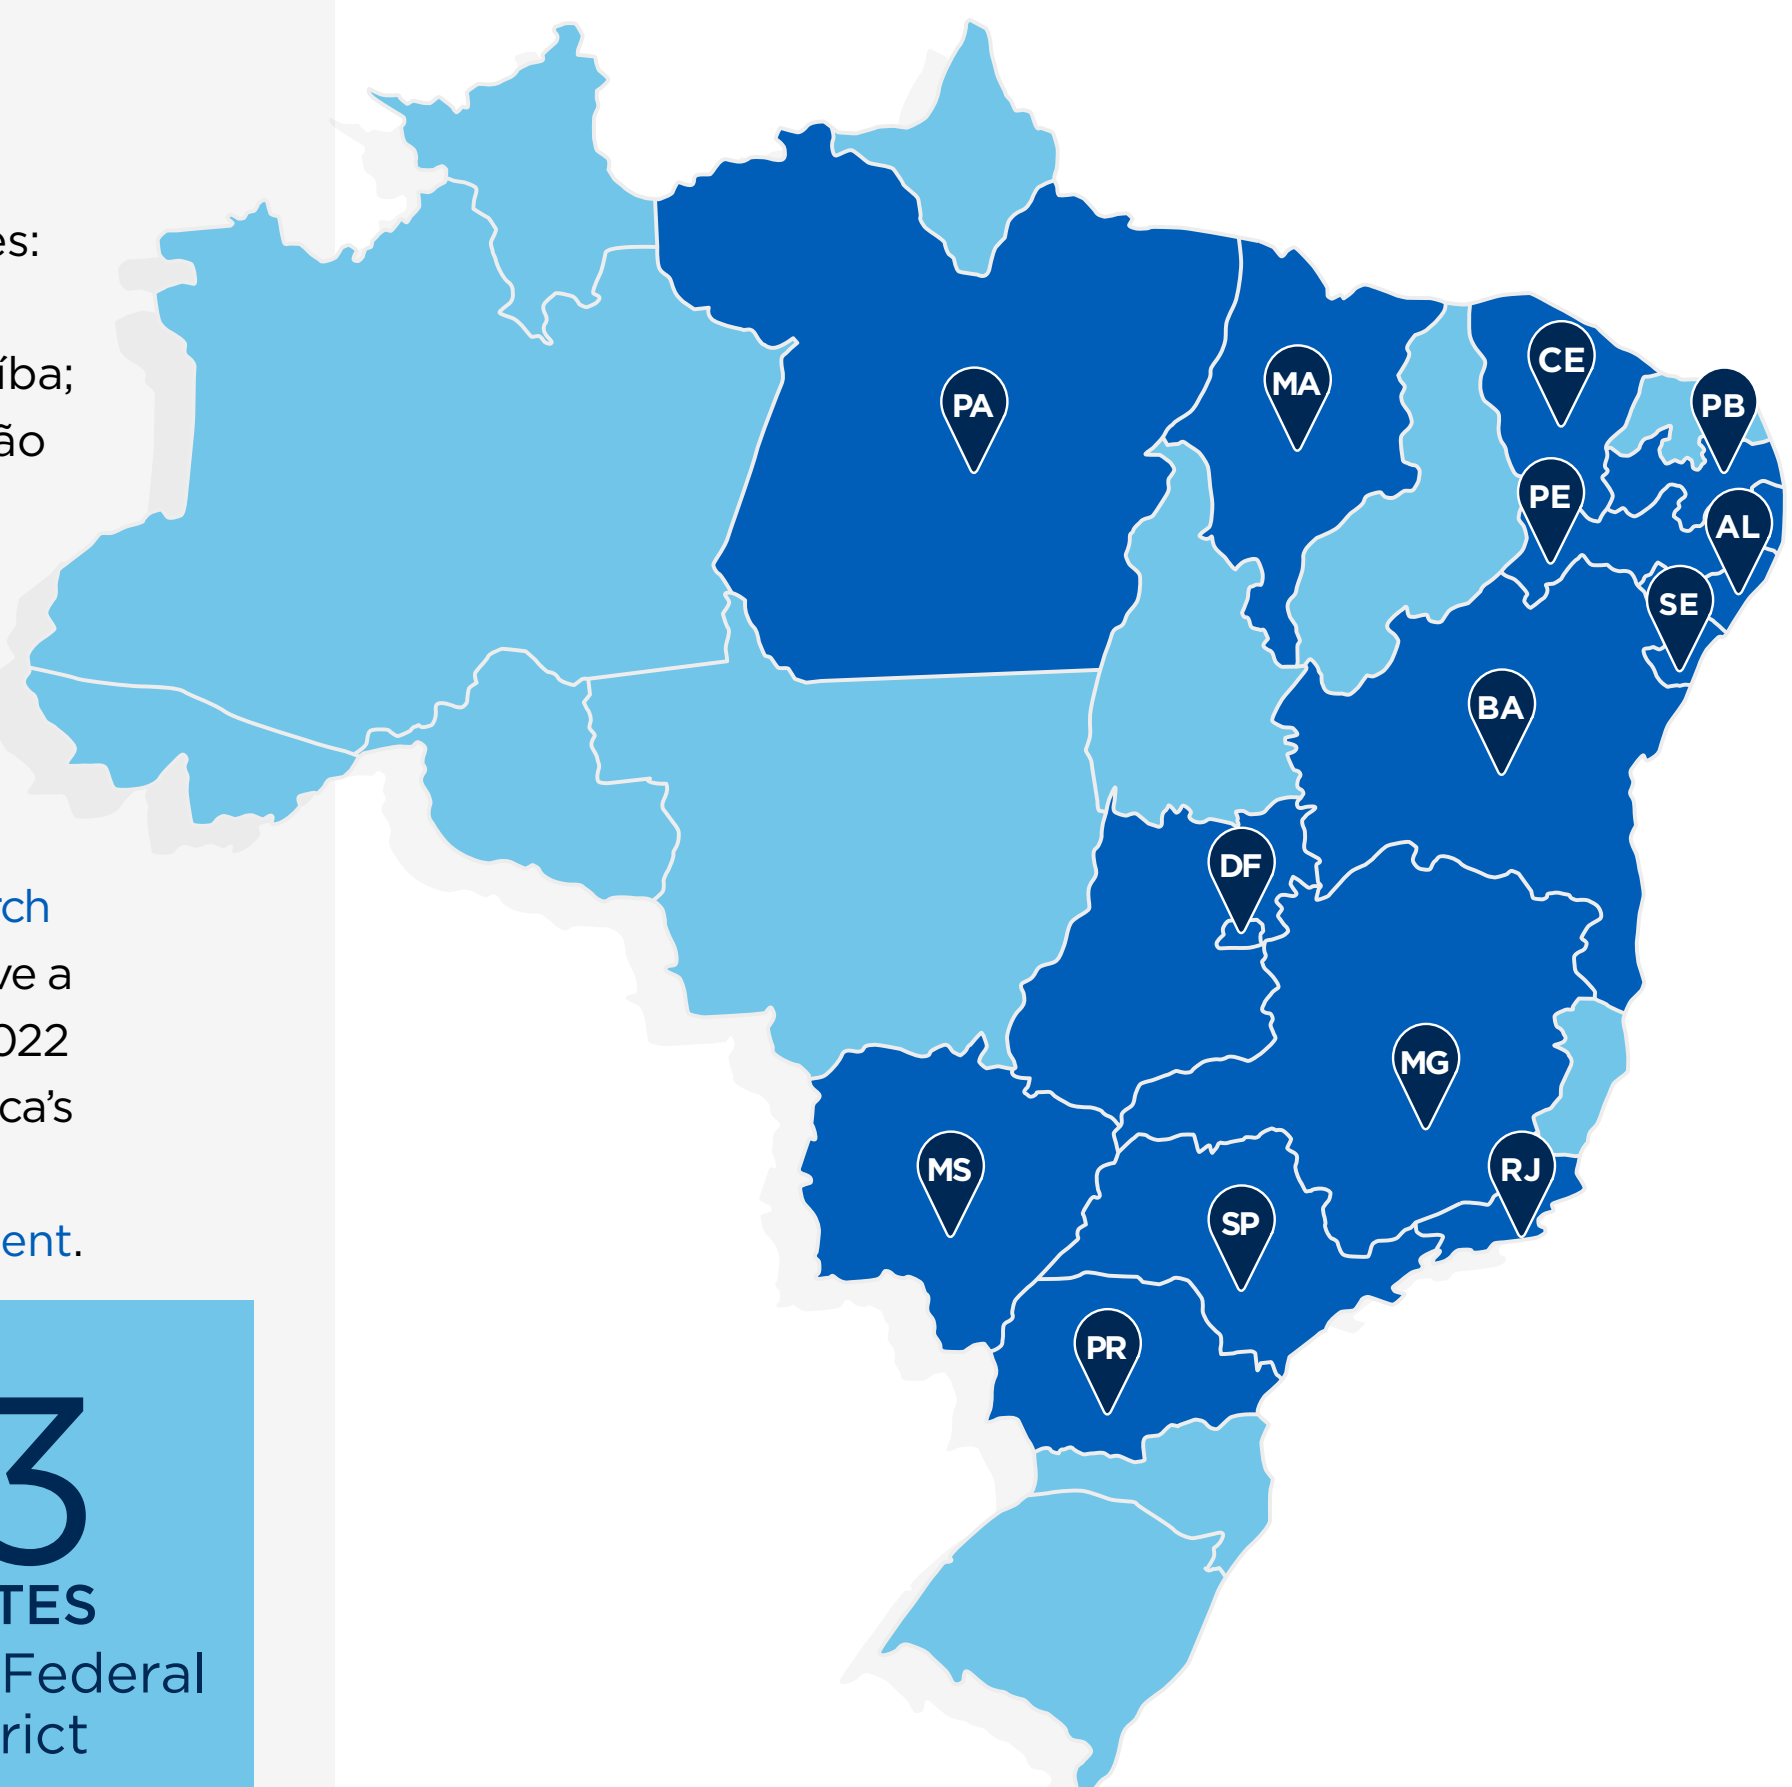 es:
íba;
ão
rch
ve a
022
ca's
ent.
3
TES
Federal
rict
PA
MA
CE
PB
PE
AL
SE
BA
DF
MG
MS
RJ
SP
PR